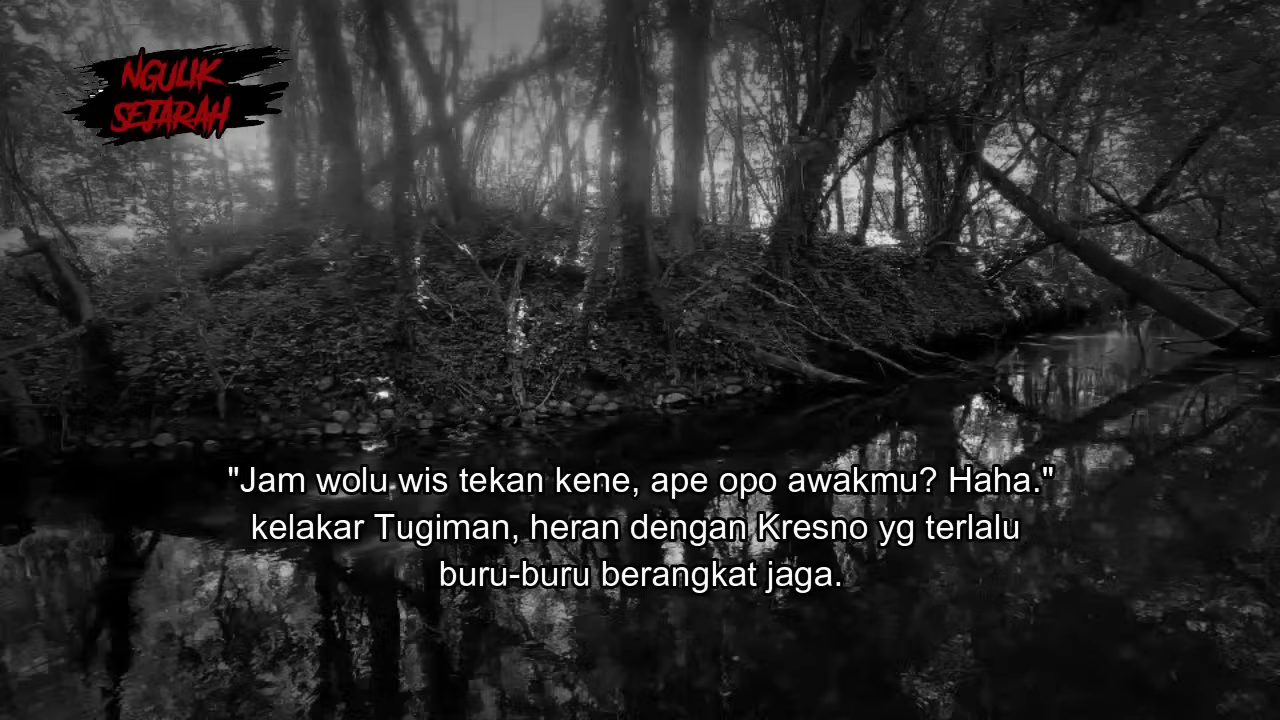 NGULIK
SEJARAH
"Jam wolu wis tekan kene, ape opo awakmu? Haha."
kelakar Tugiman, heran dengan Kresno yg terlalu
buru-buru berangkat jaga.